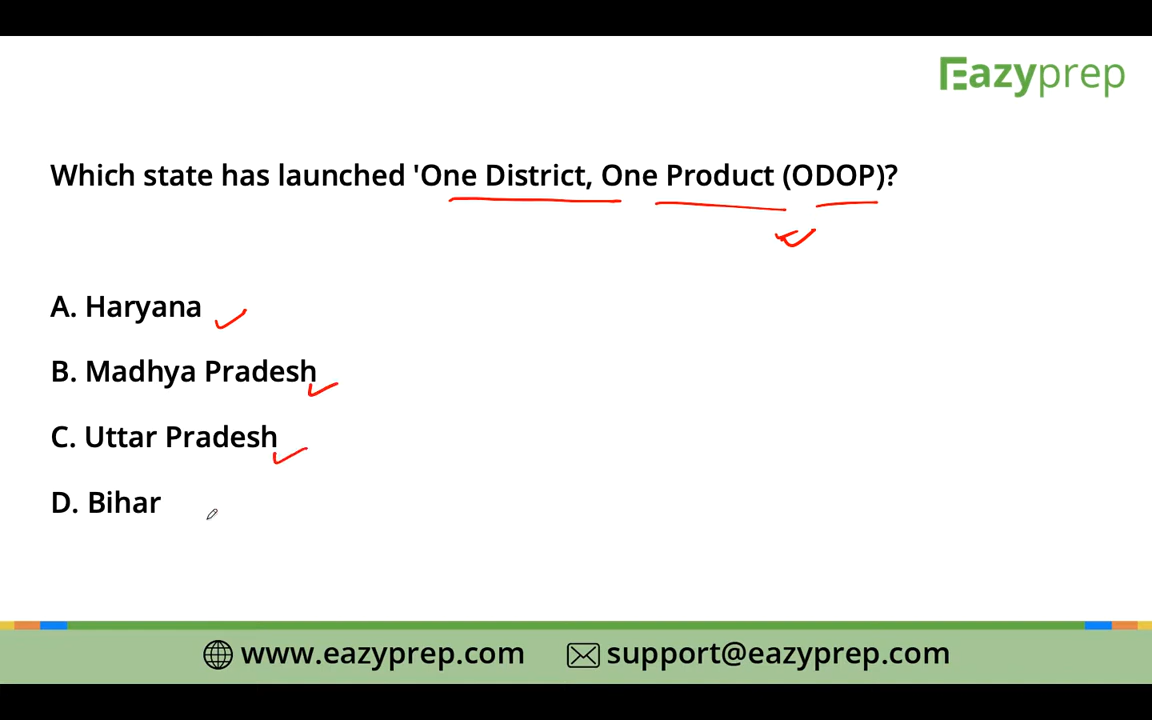 Eazyprep
Which state has launched 'One District, One Product (ODOP)?
A. Haryana
B. Madhya Pradesh
C. Uttar Pradesh
D. Bihar
www.eazyprep.com support@eazyprep.com